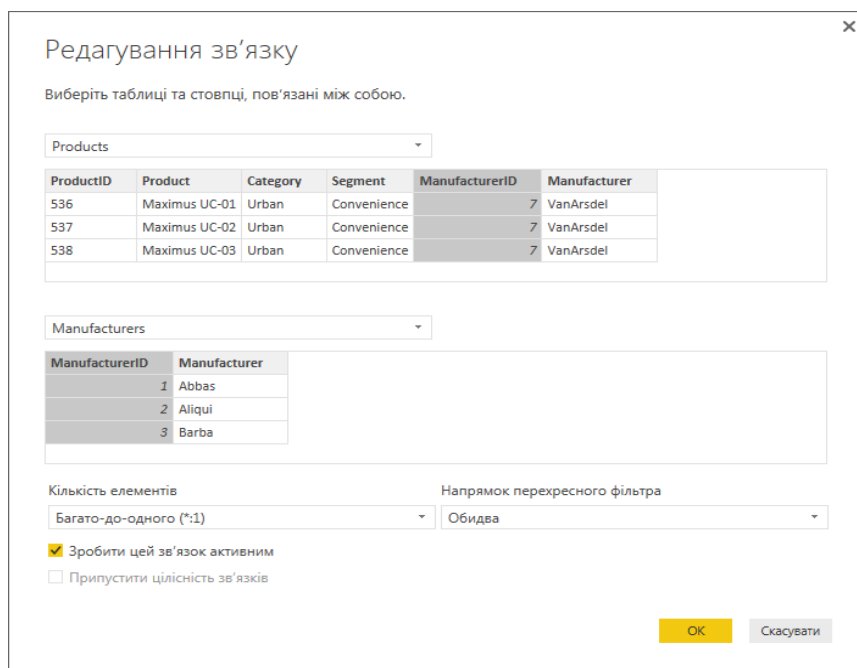 Редагування зв’язку
Виберіть таблиці та стовпці, пов’язані між собою.
Products
ProductID Product Category Segment ManufacturerID Manufacturer
536 Maximus UC-01 Urban Convenience 7 VanArsdel
537 Maximus UC-02 Urban Convenience 7 VanArsdel
538 Maximus UC-03 Urban Convenience 7 VanArsdel
Manufacturers
ManufacturerID Manufacturer
1 Abbas
2 Aliqui
3 Barba
Кількість елементів Напрямок перехресного фільтра
Багато-до-одного (*:1) Обидва
Зробити цей зв’язок активним
Припустити цілісність зв’язків
ОК Скасувати